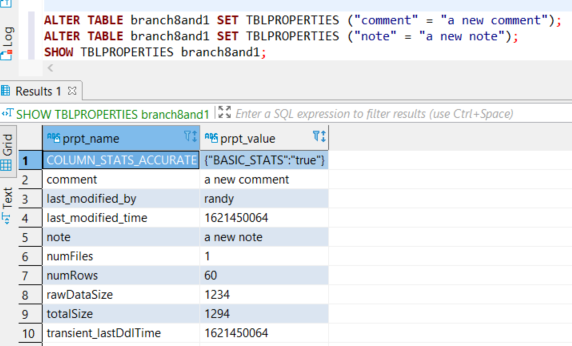 Log
ALTER TABLE branch8and1 SET TBLPROPERTIES ("comment" = "a new comment");
ALTER TABLE branch8and1 SET TBLPROPERTIES ("note" = "a new note");
SHOW TBLPROPERTIES branch8and1;
Results 1
SHOW TBLPROPERTIES branch8and1 Enter a SQL expression to filter results (use Ctrl+Space)
Grid
Text
ABC prpt_name ABC prpt_value
1 COLUMN_STATS_ACCURATE {"BASIC_STATS":"true"}
2 comment a new comment
3 last_modified_by randy
4 last_modified_time 1621450064
5 note a new note
6 numFiles 1
7 numRows 60
8 rawDataSize 1234
9 totalSize 1294
10 transient_lastDdlTime 1621450064